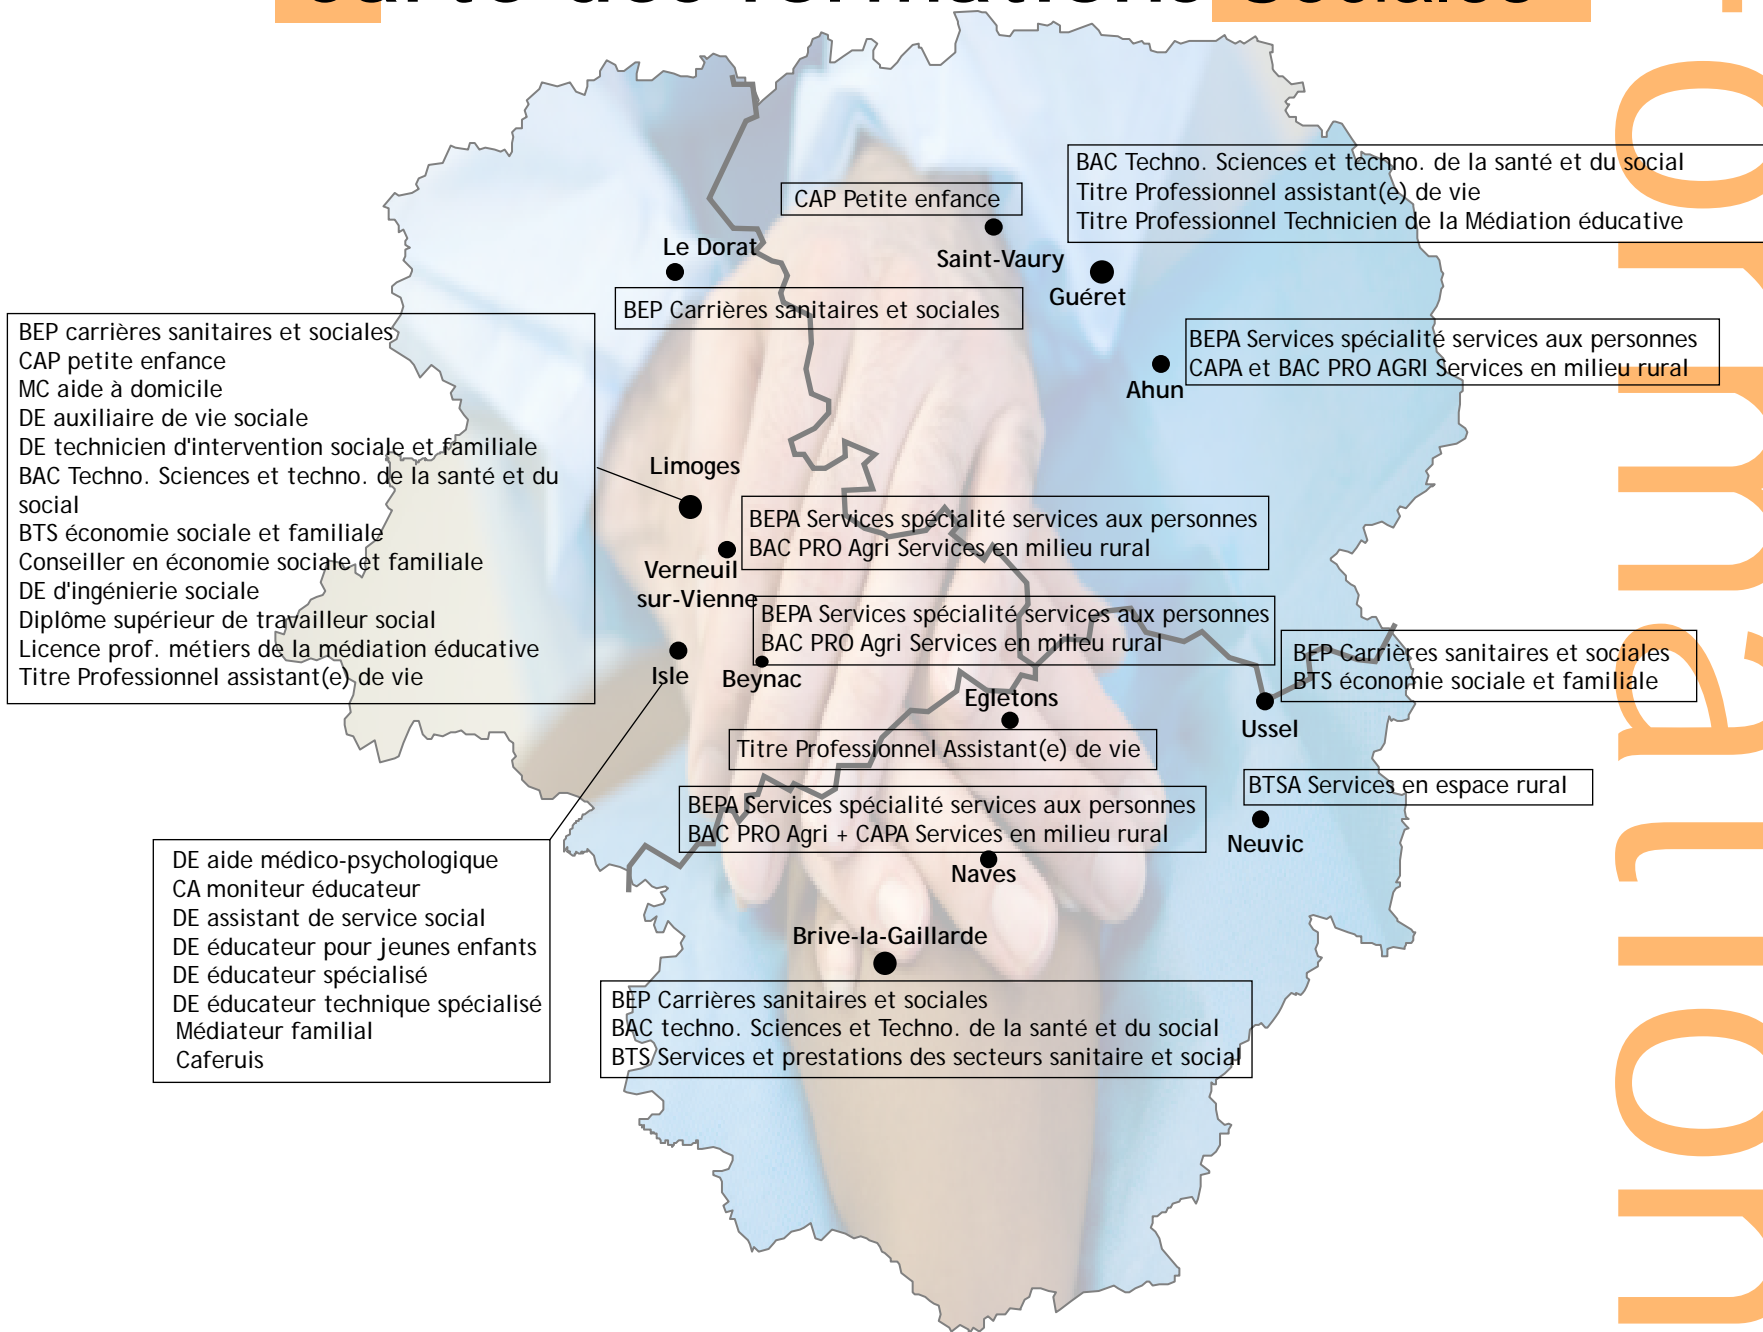 carte des formations sociales
formation
BAC Techno. Sciences et techno. de la santé et du social
Titre Professionnel assistant(e) de vie
Titre Professionnel Technicien de la Médiation éducative
CAP Petite enfance
Saint-Vaury
Guéret
Le Dorat
BEP Carrières sanitaires et sociales
BEPA Services spécialité services aux personnes
CAPA et BAC PRO AGRI Services en milieu rural
Ahun
BEP carrières sanitaires et sociales
CAP petite enfance
MC aide à domicile
DE auxiliaire de vie sociale
DE technicien d'intervention sociale et familiale
BAC Techno. Sciences et techno. de la santé et du
social
BTS économie sociale et familiale
Conseiller en économie sociale et familiale
DE d'ingénierie sociale
Diplôme supérieur de travailleur social
Licence prof. métiers de la médiation éducative
Titre Professionnel assistant(e) de vie
Limoges
BEPA Services spécialité services aux personnes
BAC PRO Agri Services en milieu rural
Verneuil
sur-Vienne
BEPA Services spécialité services aux personnes
BAC PRO Agri Services en milieu rural
Isle
Beynac
BEP Carrières sanitaires et sociales
BTS économie sociale et familiale
Ussel
Egletons
Titre Professionnel Assistant(e) de vie
BTSA Services en espace rural
Neuvic
BEPA Services spécialité services aux personnes
BAC PRO Agri + CAPA Services en milieu rural
Naves
DE aide médico-psychologique
CA moniteur éducateur
DE assistant de service social
DE éducateur pour jeunes enfants
DE éducateur spécialisé
DE éducateur technique spécialisé
Médiateur familial
Caferuis
Brive-la-Gaillarde
BEP Carrières sanitaires et sociales
BAC techno. Sciences et Techno. de la santé et du social
BTS Services et prestations des secteurs sanitaire et social